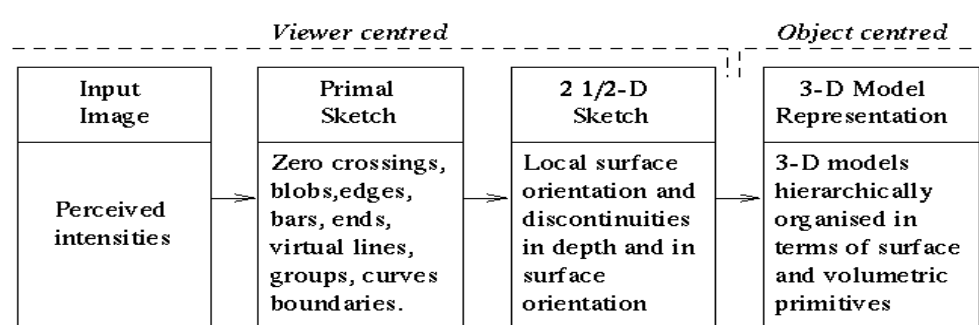 Viewer centred
Object centred
Input
Image
Perceived
intensities
Primal
Sketch
Zero crossings,
blobs,edges,
bars, ends,
virtual lines,
groups, curves
boundaries.
2 1/2-D
Sketch
Local surface
orientation and
discontinuities
in depth and in
surface
orientation
3-D Model
Representation
3-D models
hierarchically
organised in
terms of surface
and volumetric
primitives